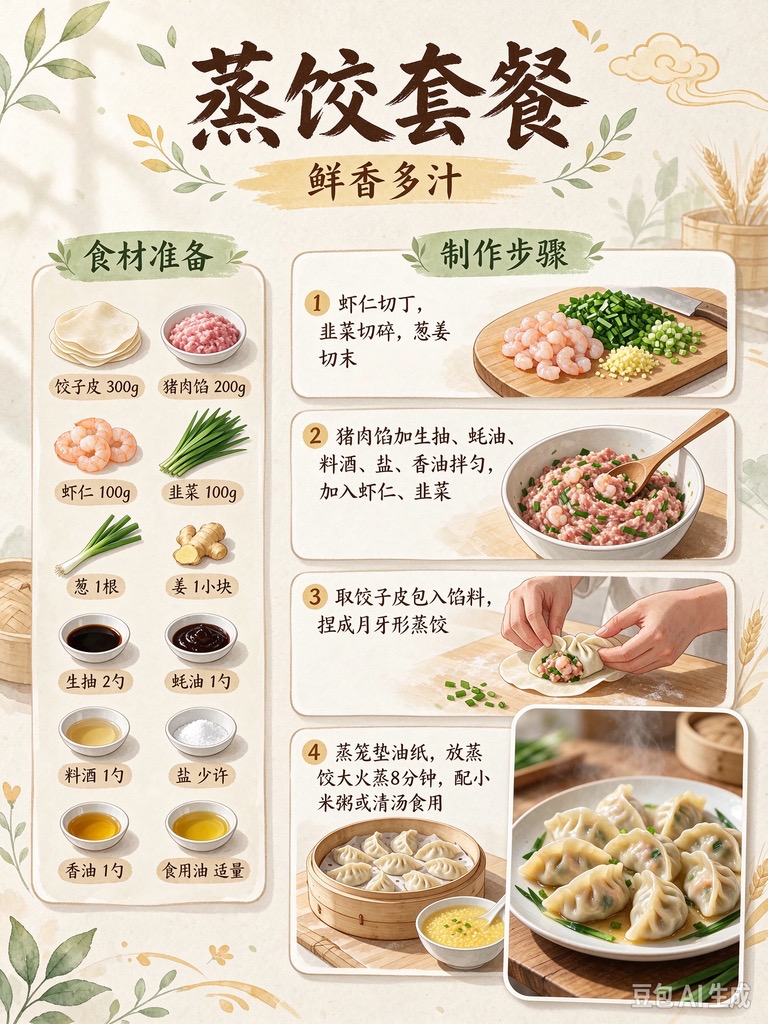 蒸饺套餐
鲜香多汁
食材准备
饺子皮 300g
猪肉馅 200g
虾仁 100g
韭菜 100g
葱 1根
姜 1小块
生抽 2勺
蚝油 1勺
料酒 1勺
盐 少许
香油 1勺
食用油 适量
制作步骤
1 虾仁切丁，
韭菜切碎，葱姜
切末
2 猪肉馅加生抽、蚝油、
料酒、盐、香油拌匀，
加入虾仁、韭菜
3 取饺子皮包入馅料，
捏成月牙形蒸饺
4 蒸笼垫油纸，放蒸
饺大火蒸8分钟，配小
米粥或清汤食用
豆包AI生成